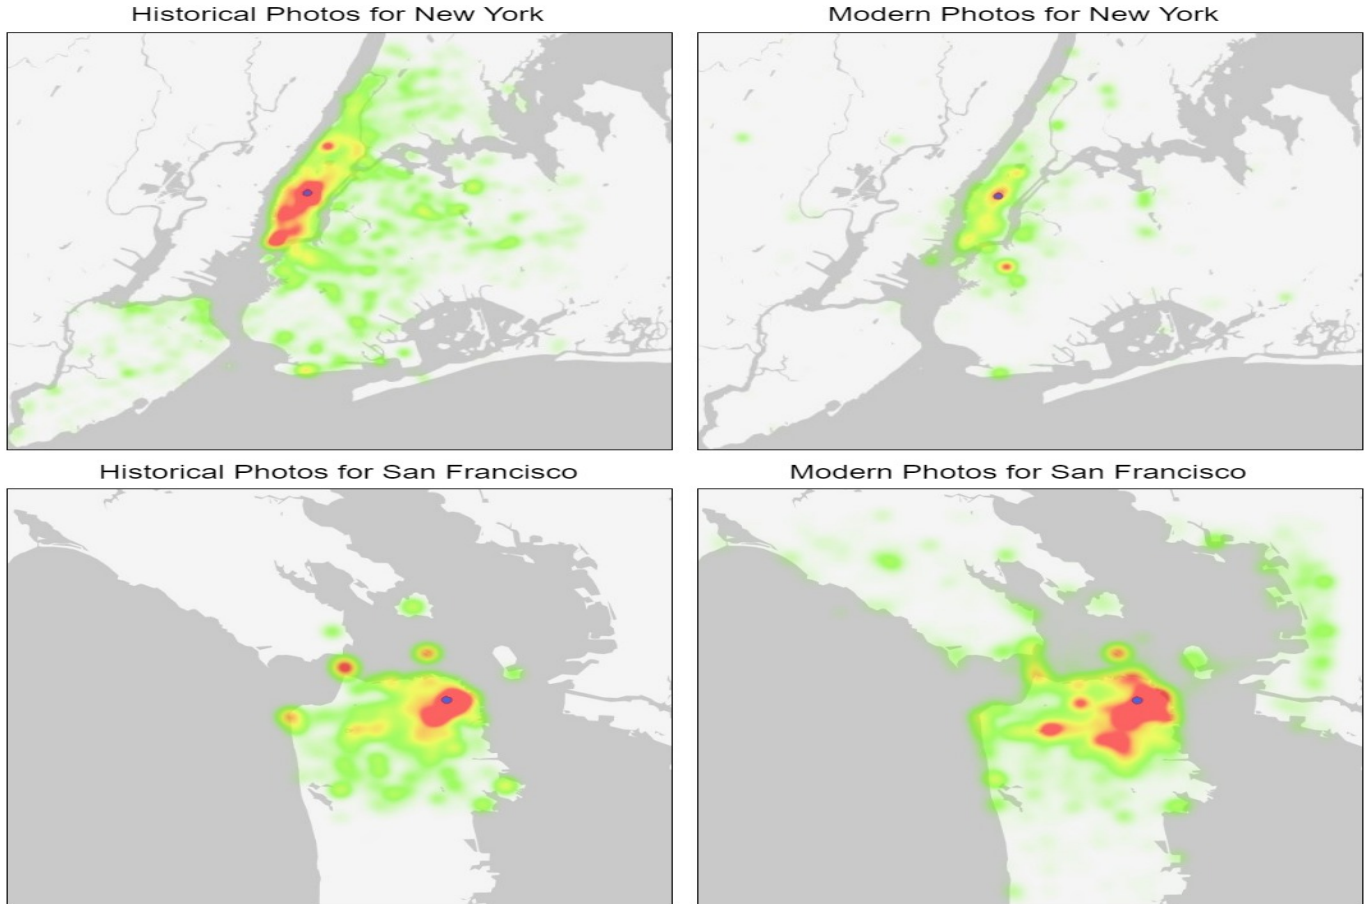 Historical Photos for New York
Modern Photos for New York
Historical Photos for San Francisco
Modern Photos for San Francisco